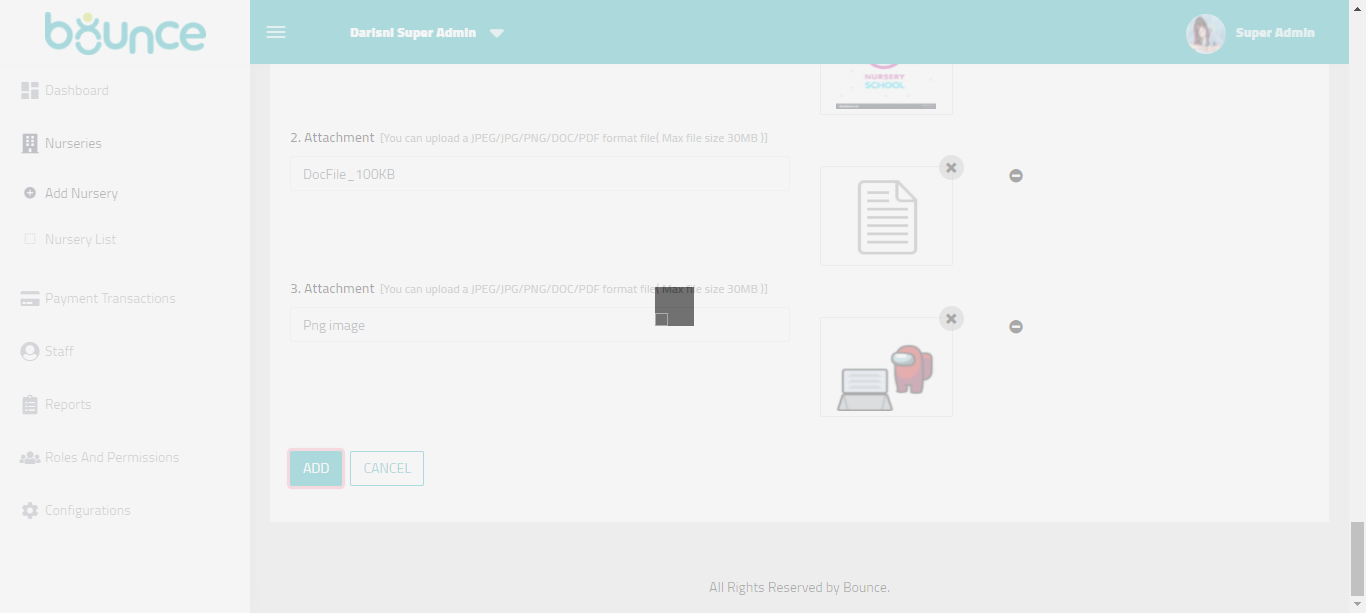 bounce
Darisni Super Admin
Super Admin
Dashboard
Nurseries
Add Nursery
Nursery List
Payment Transactions
Staff
Reports
Roles And Permissions
Configurations
NURSERY
SCHOOL
2. Attachment [You can upload a JPEG/JPG/PNG/DOC/PDF format file( Max file size 30MB )]
DocFile_100KB
3. Attachment [You can upload a JPEG/JPG/PNG/DOC/PDF format file( Max file size 30MB )]
Png image
ADD
CANCEL
All Rights Reserved by Bounce.